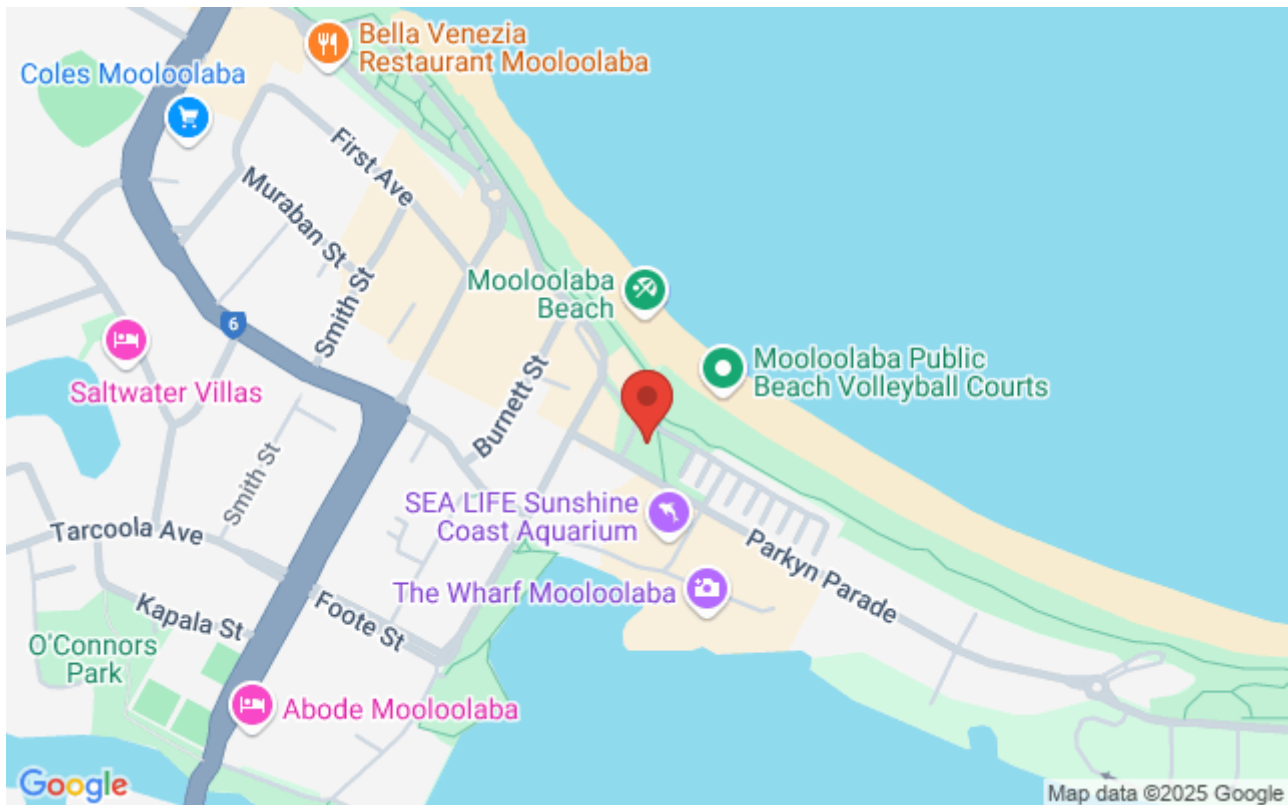 Bella Venezia
Restaurant Mooloolaba
Coles Mooloolaba
First Ave
Muraban St
Smith St
Mooloolaba
Beach
6
Mooloolaba Public
Beach Volleyball Courts
Saltwater Villas
Burnett St
Smith St
SEA LIFE Sunshine
Coast Aquarium
Tarcoola Ave
Parkyn Parade
The Wharf Mooloolaba
Kapala St
Foote St
O'Connors
Park
Abode Mooloolaba
Google
Map data ©2025 Google